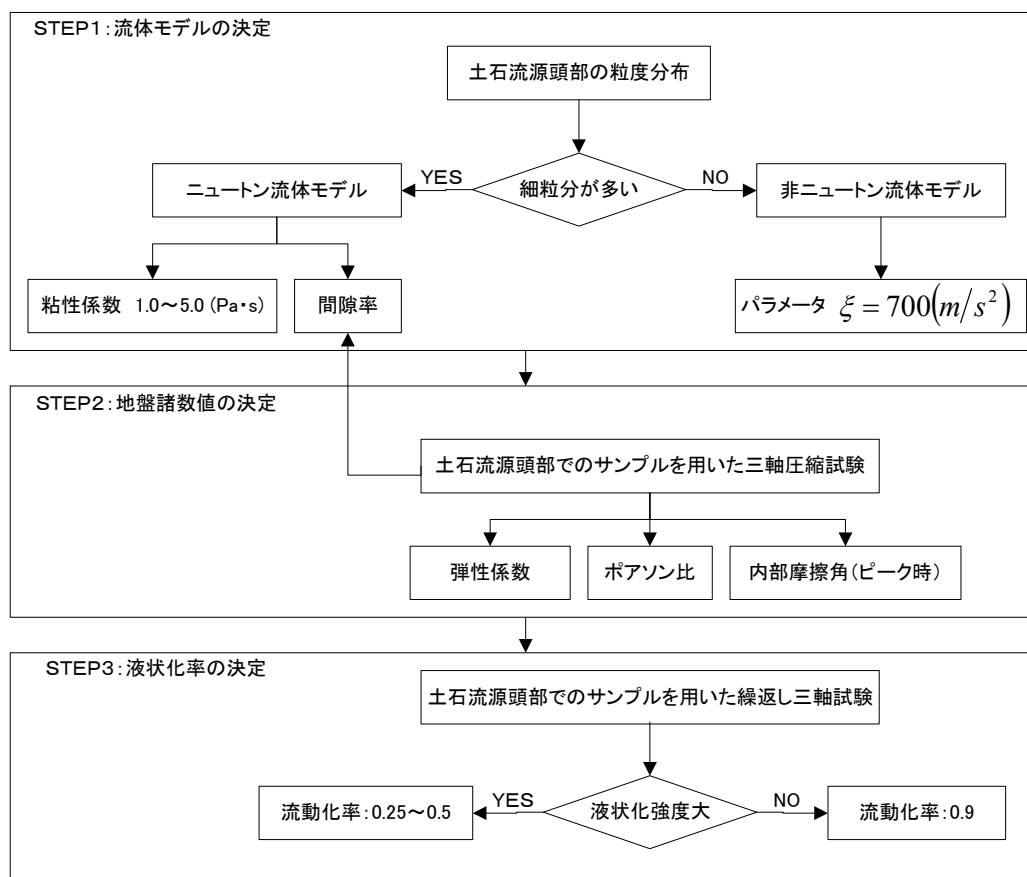 STEP1:流体モデルの決定
土石流源頭部の粒度分布
ニュートン流体モデル
YES
細粒分が多い
NO
非ニュートン流体モデル
粘性係数 1.0~5.0 (Pa・s)
間隙率
パラメータ ξ = 700(m/s²)
STEP2:地盤諸数値の決定
土石流源頭部でのサンプルを用いた三軸圧縮試験
弾性係数
ポアソン比
内部摩擦角(ピーク時)
STEP3:液状化率の決定
土石流源頭部でのサンプルを用いた繰返し三軸試験
流動化率:0.25~0.5
YES
液状化強度大
NO
流動化率:0.9